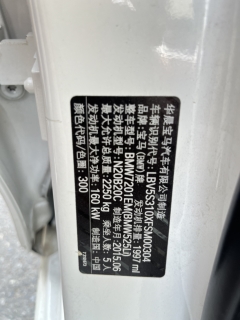 华晨宝马汽车有限公司制造
车辆识别代号: LBV5S310XFSM00304
品牌: 宝马(BMW)牌 发动机排量: 1997 ml
整车型号: BMW7201EM(BMW525Li)
发动机型号: N20B20C 乘坐人数: 5 人
最大允许总质量: 2250 kg
发动机最大净功率: 160 kW 制造年月: 2015.06
颜色代码/色: 300 制造国: 中国